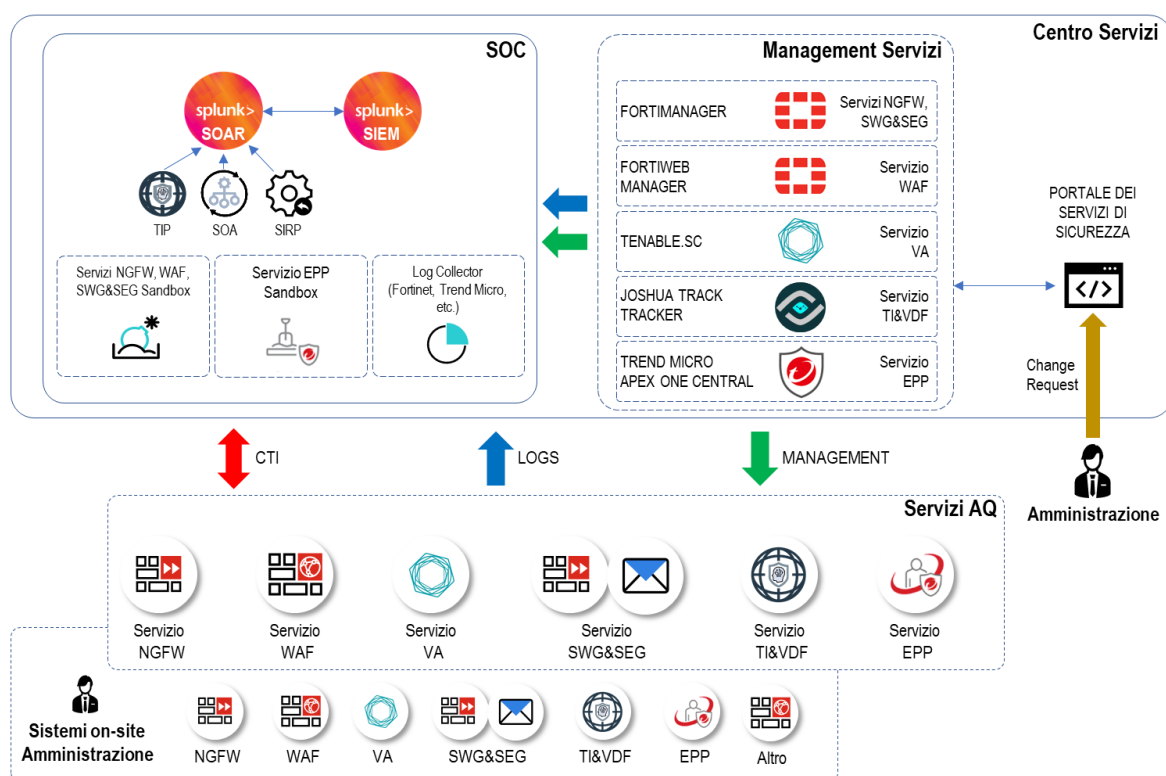 Centro Servizi
SOC
splunk>
SOAR
splunk>
SIEM
TIP
SOA
SIRP
Servizi NGFW, WAF,
SWG&SEG Sandbox
Servizio EPP
Sandbox
Log Collector
(Fortinet, Trend Micro,
etc.)
Management Servizi
FORTIMANAGER
Servizi NGFW,
SWG&SEG
FORTIWEB
MANAGER
Servizio
WAF
TENABLE.SC
Servizio
VA
JOSHUA TRACK
TRACKER
Servizio
TI&VDF
TREND MICRO
APEX ONE CENTRAL
Servizio
EPP
PORTALE DEI
SERVIZI DI
SICUREZZA
</>
Change
Request
Amministrazione
CTI
LOGS
MANAGEMENT
Servizi AQ
Servizio
NGFW
Servizio
WAF
Servizio
VA
Servizio
SWG&SEG
Servizio
TI&VDF
Servizio
EPP
Sistemi on-site
Amministrazione
NGFW
WAF
VA
SWG&SEG
TI&VDF
EPP
Altro